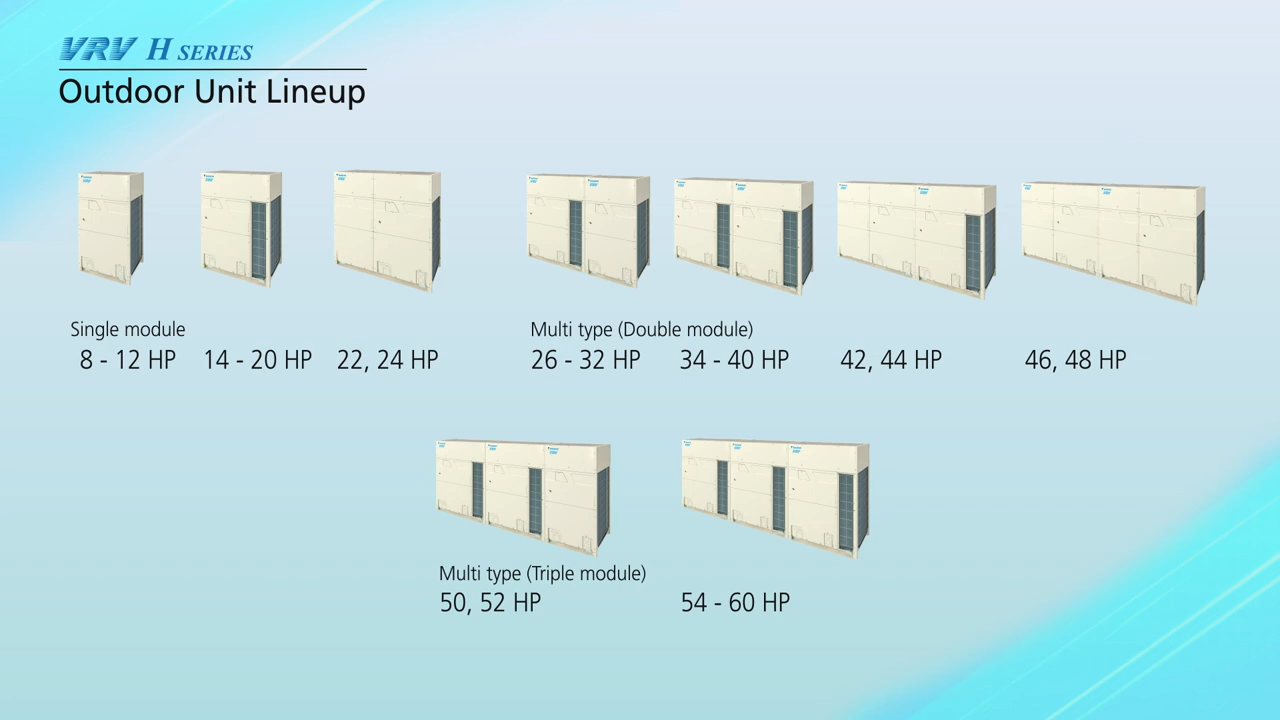 VRV H SERIES
Outdoor Unit Lineup
Single module
8 - 12 HP 14 - 20 HP 22, 24 HP
Multi type (Double module)
26 - 32 HP 34 - 40 HP 42, 44 HP 46, 48 HP
Multi type (Triple module)
50, 52 HP 54 - 60 HP